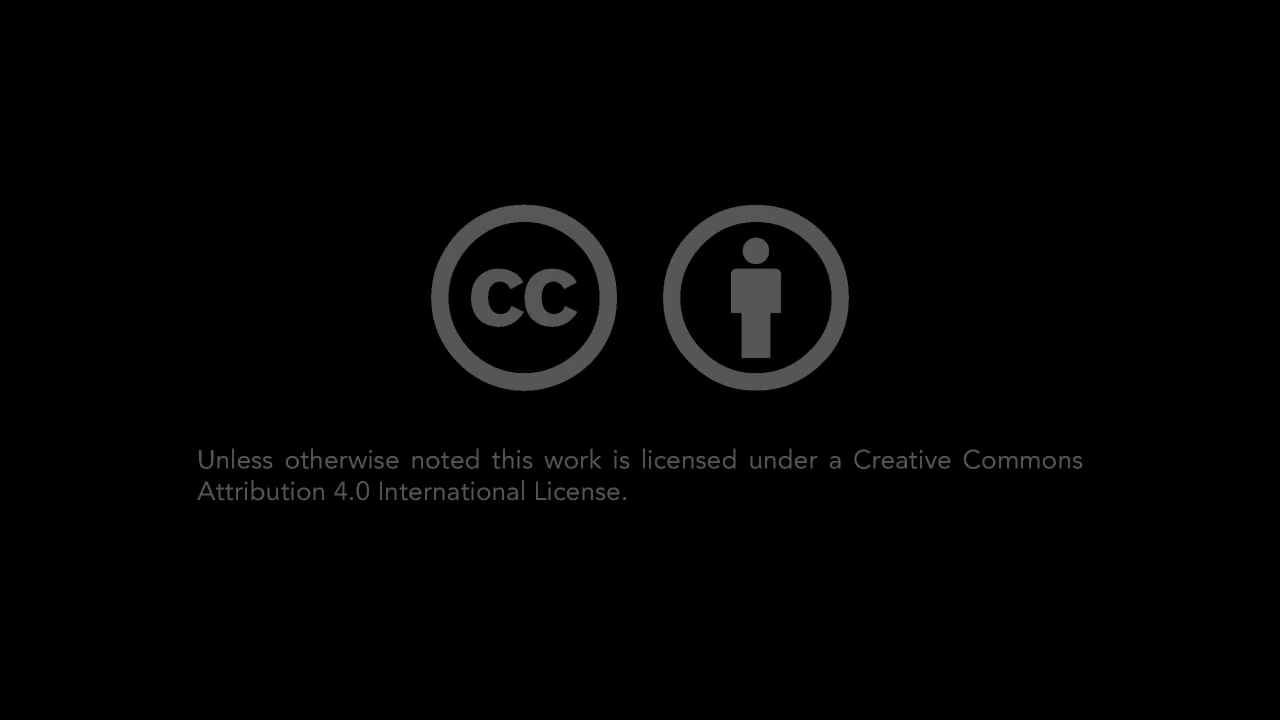 cc
Unless otherwise noted this work is licensed under a Creative Commons
Attribution 4.0 International License.